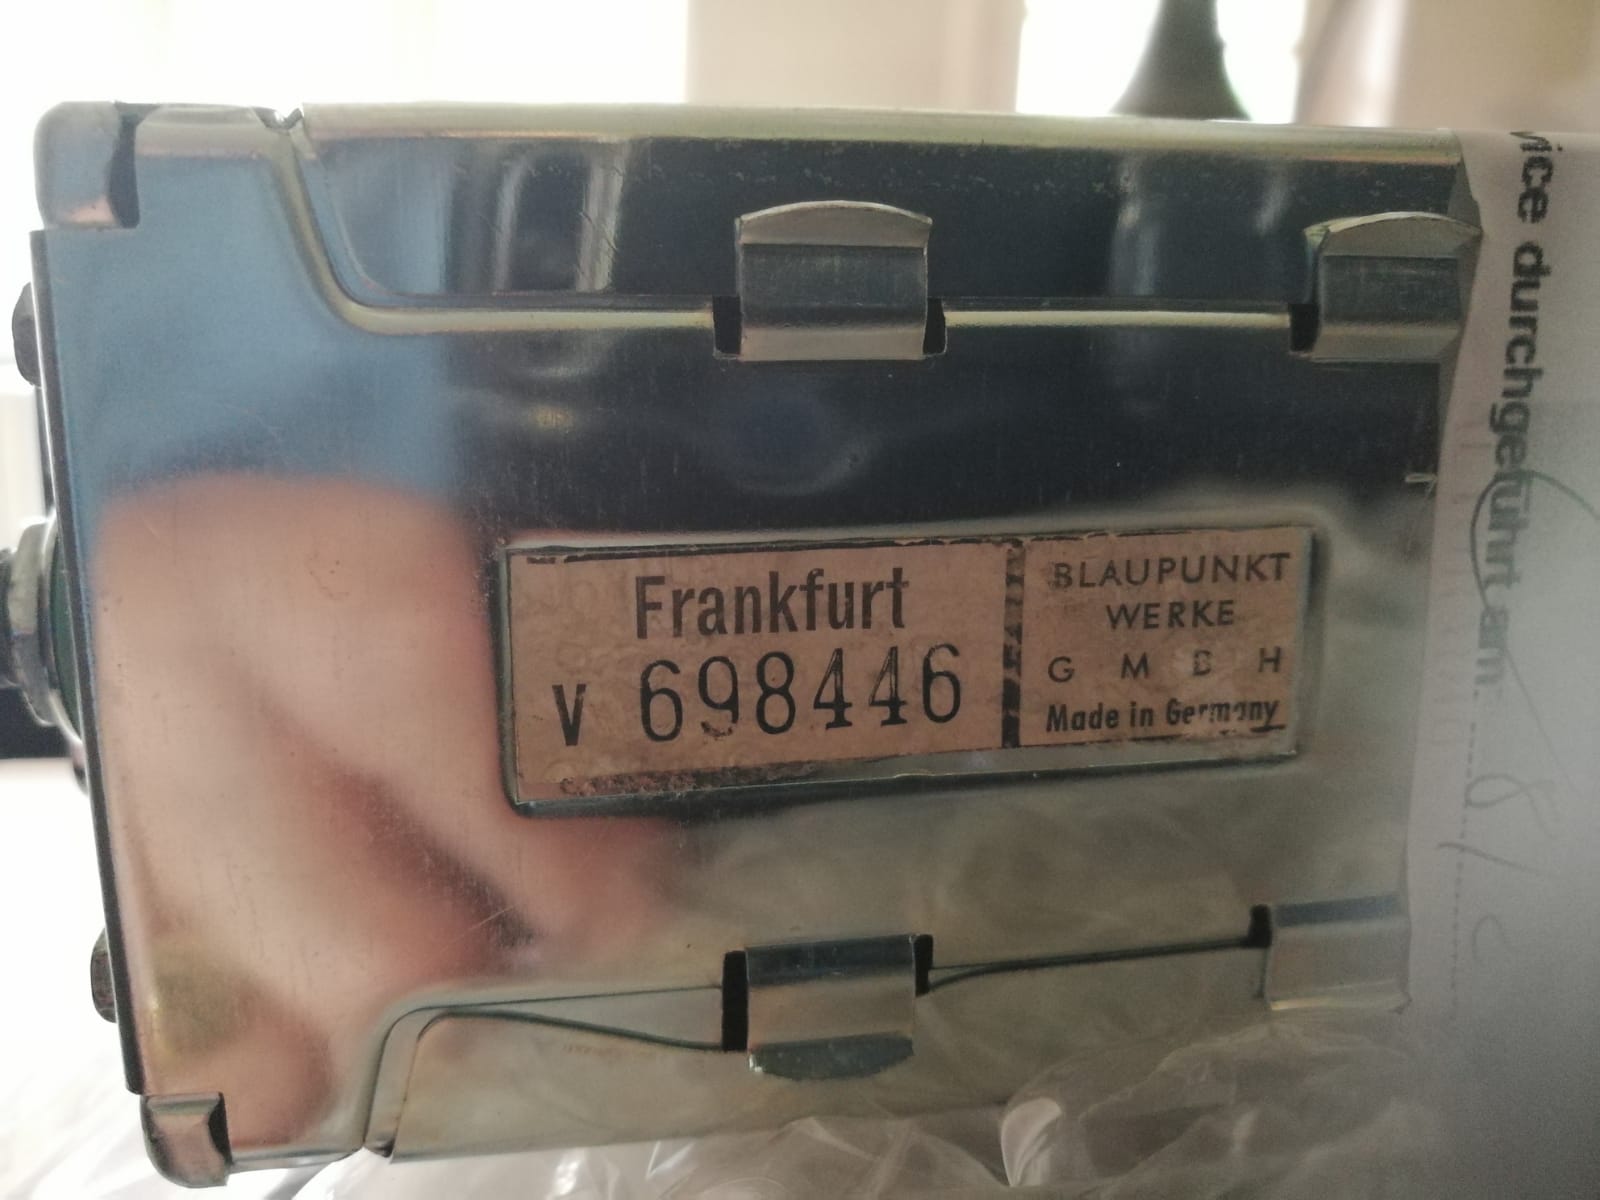 Frankfurt
V 698446
BLAUPUNKT
WERKE
G M B H
Made in Germany
vice durchgeführt am: